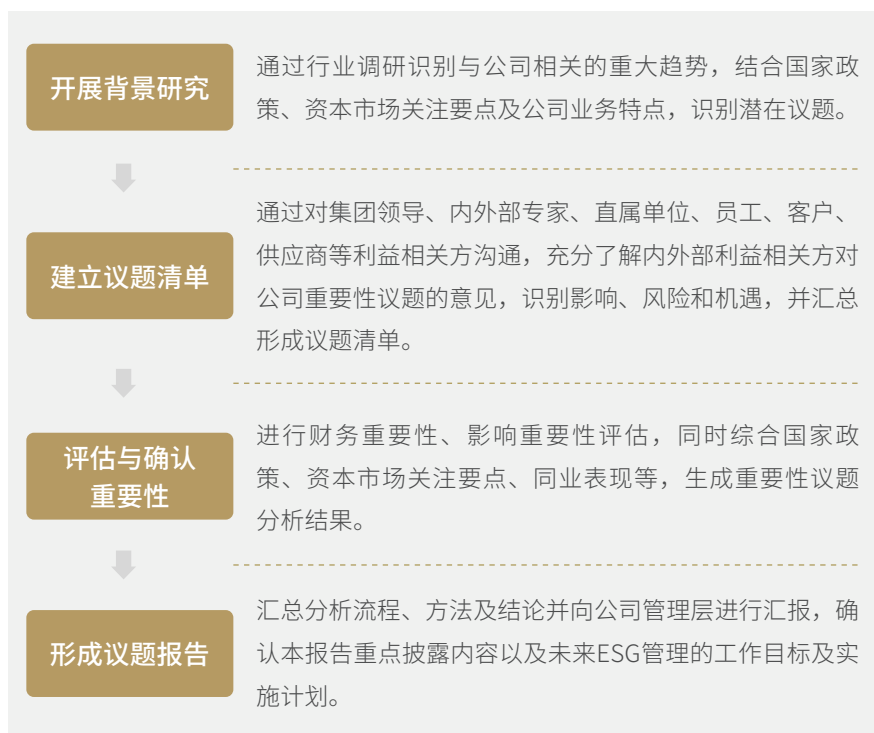 开展背景研究
通过行业调研识别与公司相关的重大趋势，结合国家政
策、资本市场关注要点及公司业务特点，识别潜在议题。
建立议题清单
通过对集团领导、内外部专家、直属单位、员工、客户、
供应商等利益相关方沟通，充分了解内外部利益相关方对
公司重要性议题的意见，识别影响、风险和机遇，并汇总
形成议题清单。
评估与确认
重要性
进行财务重要性、影响重要性评估，同时综合国家政
策、资本市场关注要点、同业表现等，生成重要性议题
分析结果。
形成议题报告
汇总分析流程、方法及结论并向公司管理层进行汇报，确
认本报告重点披露内容以及未来ESG管理的工作目标及实
施计划。